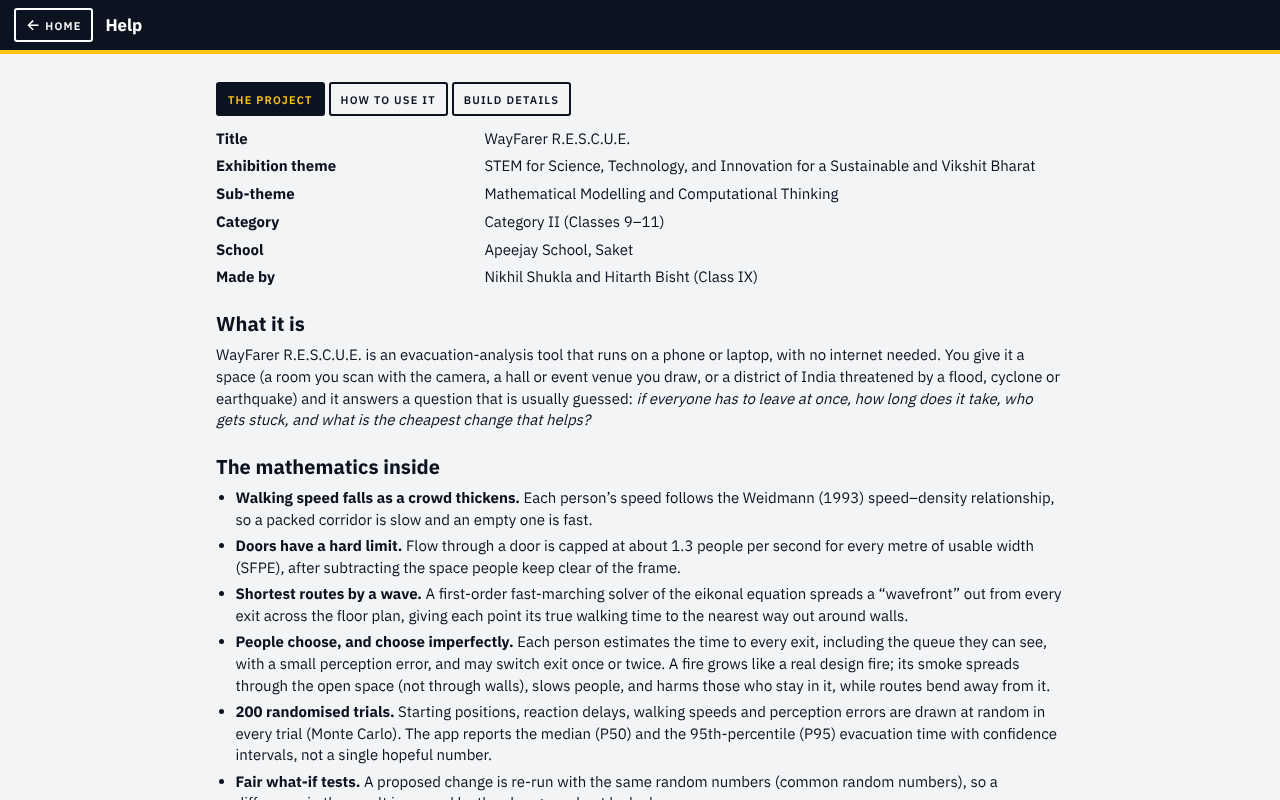 ← HOME Help
THE PROJECT HOW TO USE IT BUILD DETAILS
Title WayFarer R.E.S.C.U.E.
Exhibition theme STEM for Science, Technology, and Innovation for a Sustainable and Vikshit Bharat
Sub-theme Mathematical Modelling and Computational Thinking
Category Category II (Classes 9–11)
School Apeejay School, Saket
Made by Nikhil Shukla and Hitarth Bisht (Class IX)
What it is
WayFarer R.E.S.C.U.E. is an evacuation-analysis tool that runs on a phone or laptop, with no internet needed. You give it a
space (a room you scan with the camera, a hall or event venue you draw, or a district of India threatened by a flood, cyclone or
earthquake) and it answers a question that is usually guessed: if everyone has to leave at once, how long does it take, who
gets stuck, and what is the cheapest change that helps?
The mathematics inside
• Walking speed falls as a crowd thickens. Each person’s speed follows the Weidmann (1993) speed–density relationship,
so a packed corridor is slow and an empty one is fast.
• Doors have a hard limit. Flow through a door is capped at about 1.3 people per second for every metre of usable width
(SFPE), after subtracting the space people keep clear of the frame.
• Shortest routes by a wave. A first-order fast-marching solver of the eikonal equation spreads a “wavefront” out from every
exit across the floor plan, giving each point its true walking time to the nearest way out around walls.
• People choose, and choose imperfectly. Each person estimates the time to every exit, including the queue they can see,
with a small perception error, and may switch exit once or twice. A fire grows like a real design fire; its smoke spreads
through the open space (not through walls), slows people, and harms those who stay in it, while routes bend away from it.
• 200 randomised trials. Starting positions, reaction delays, walking speeds and perception errors are drawn at random in
every trial (Monte Carlo). The app reports the median (P50) and the 95th-percentile (P95) evacuation time with confidence
intervals, not a single hopeful number.
• Fair what-if tests. A proposed change is re-run with the same random numbers (common random numbers), so a